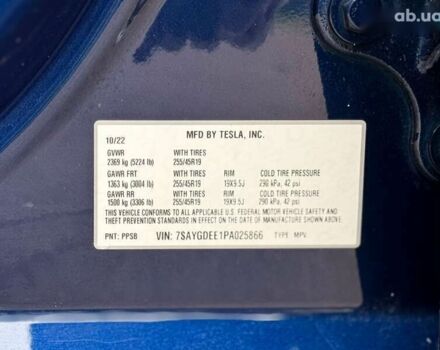 ab.ua
MFD BY TESLA, INC.
10/22
GVWR WITH TIRES
2369 kg (5224 lb) 255/45R19
GAWR FRT WITH TIRES RIM COLD TIRE PRESSURE
1363 kg (3004 lb) 255/45R19 19X9.5J 290 kPa, 42 psi
GAWR RR WITH TIRES RIM COLD TIRE PRESSURE
1500 kg (3306 lb) 255/45R19 19X9.5J 290 kPa, 42 psi
THIS VEHICLE CONFORMS TO ALL APPLICABLE U.S. FEDERAL MOTOR VEHICLE SAFETY AND
THEFT PREVENTION STANDARDS IN EFFECT ON THE DATE OF MANUFACTURE SHOWN ABOVE.
PNT: PPSB VIN: 7SAYGDEE1PA025866 TYPE: MPV